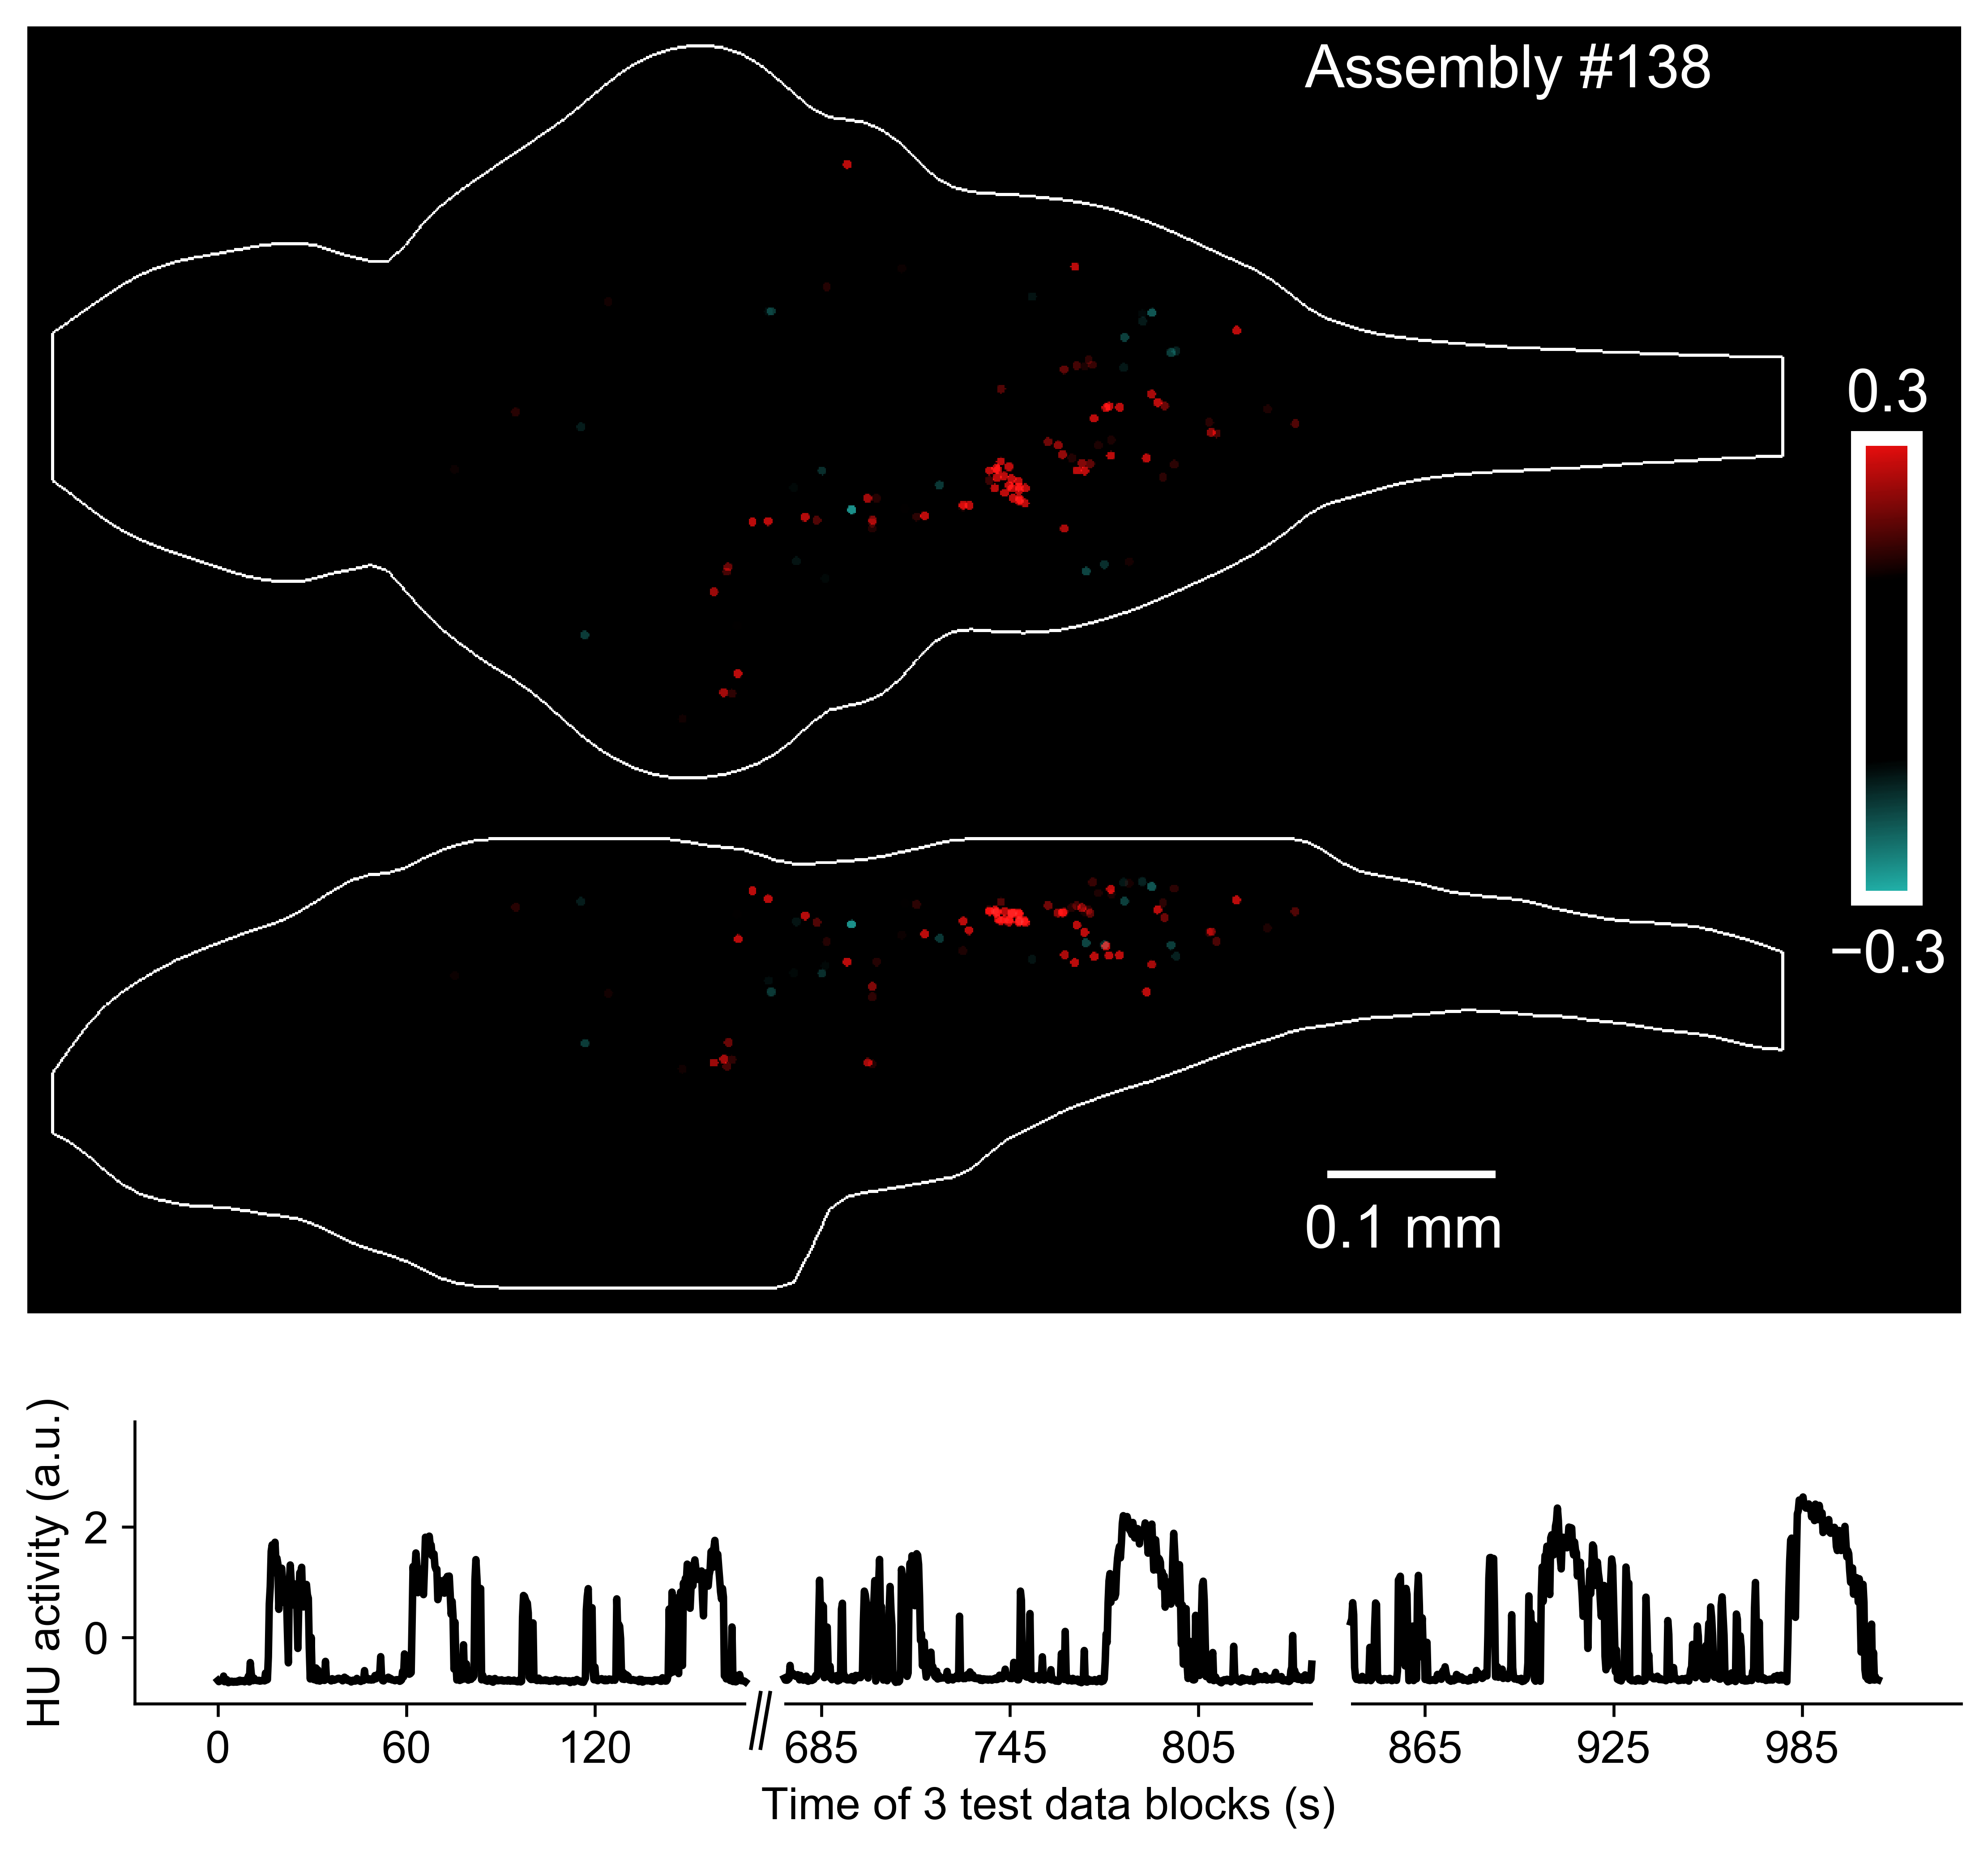 Assembly #138
0.3
−0.3
0.1 mm
HU activity (a.u.)
2
0
0 60 120 685 745 805 865 925 985
Time of 3 test data blocks (s)